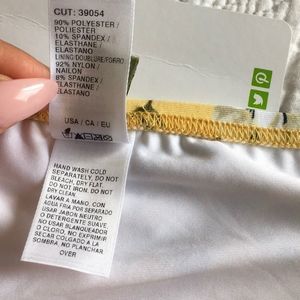 CUT: 39054
90% POLYESTER /
POLIESTER
10% SPANDEX /
ELASTHANE /
ELASTANO
LINING/DOUBLURE/FORRO
92% NYLON /
NAILON
8% SPANDEX /
ELASTHANE /
ELASTANO
USA / CA / EU
HAND WASH COLD
SEPARATELY, DO NOT
BLEACH, DRY FLAT.
DO NOT IRON. DO NOT
DRY CLEAN.
LAVAR A MANO, CON
AGUA FRIA POR SEPARADO
USAR JABON NEUTRO
O DETERGENTE SUAVE.
NO USAR BLANQUEADOR
O CLORO, NO EXPRIMIR
SECAR COLGADO A LA
SOMBRA, NO PLANCHAR
OVER